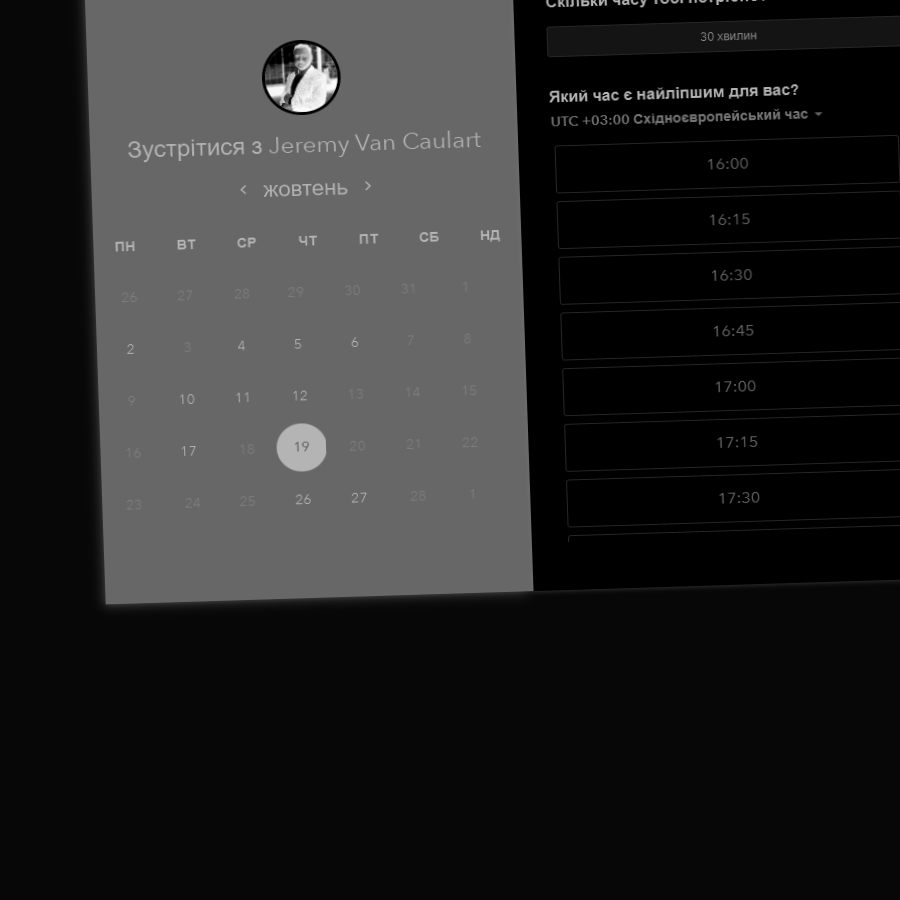 Зустрітися з Jeremy Van Caulart
‹ жовтень ›
ПН ВТ СР ЧТ ПТ СБ НД
26 27 28 29 30 31 1
2 3 4 5 6 7 8
9 10 11 12 13 14 15
16 17 18 19 20 21 22
23 24 25 26 27 28 1
Скільки часу тобі потрібно?
30 хвилин
Який час є найліпшим для вас?
UTC +03:00 Східноєвропейський час
16:00
16:15
16:30
16:45
17:00
17:15
17:30